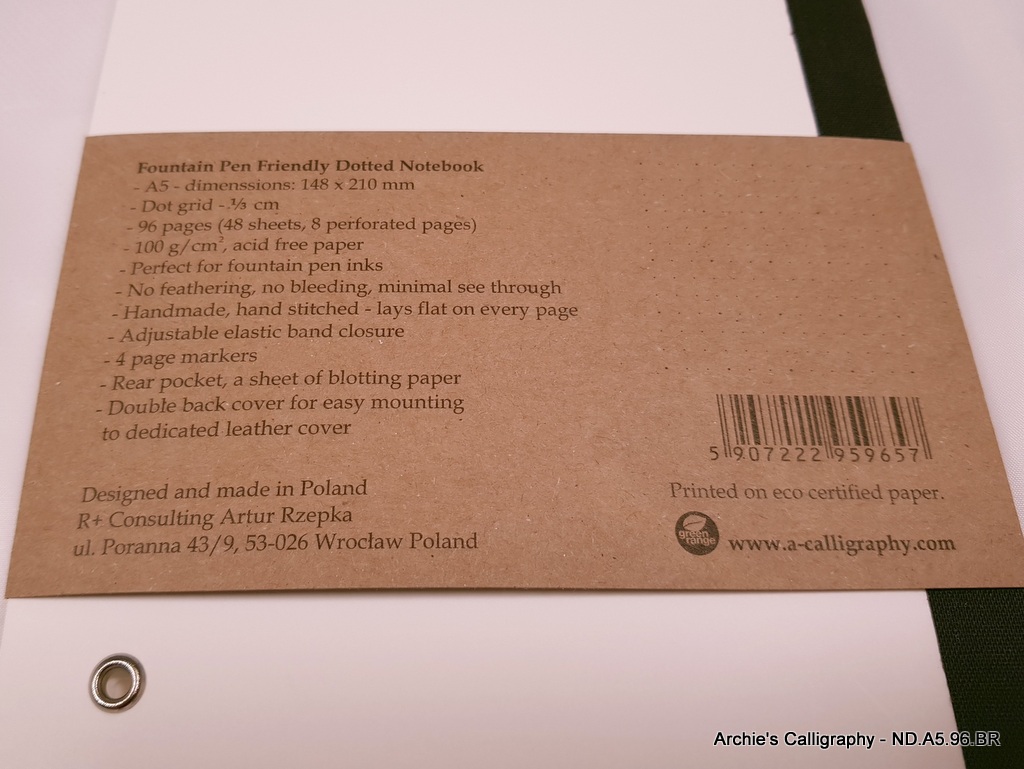 Fountain Pen Friendly Dotted Notebook
- A5 - dimenssions: 148 x 210 mm
- Dot grid - ⅓ cm
- 96 pages (48 sheets, 8 perforated pages)
- 100 g/cm², acid free paper
- Perfect for fountain pen inks
- No feathering, no bleeding, minimal see through
- Handmade, hand stitched - lays flat on every page
- Adjustable elastic band closure
- 4 page markers
- Rear pocket, a sheet of blotting paper
- Double back cover for easy mounting
to dedicated leather cover
Designed and made in Poland
R+ Consulting Artur Rzepka
ul. Poranna 43/9, 53-026 Wrocław Poland
5 907222 959657
Printed on eco certified paper.
green
range
www.a-calligraphy.com
Archie's Calligraphy - ND.A5.96.BR